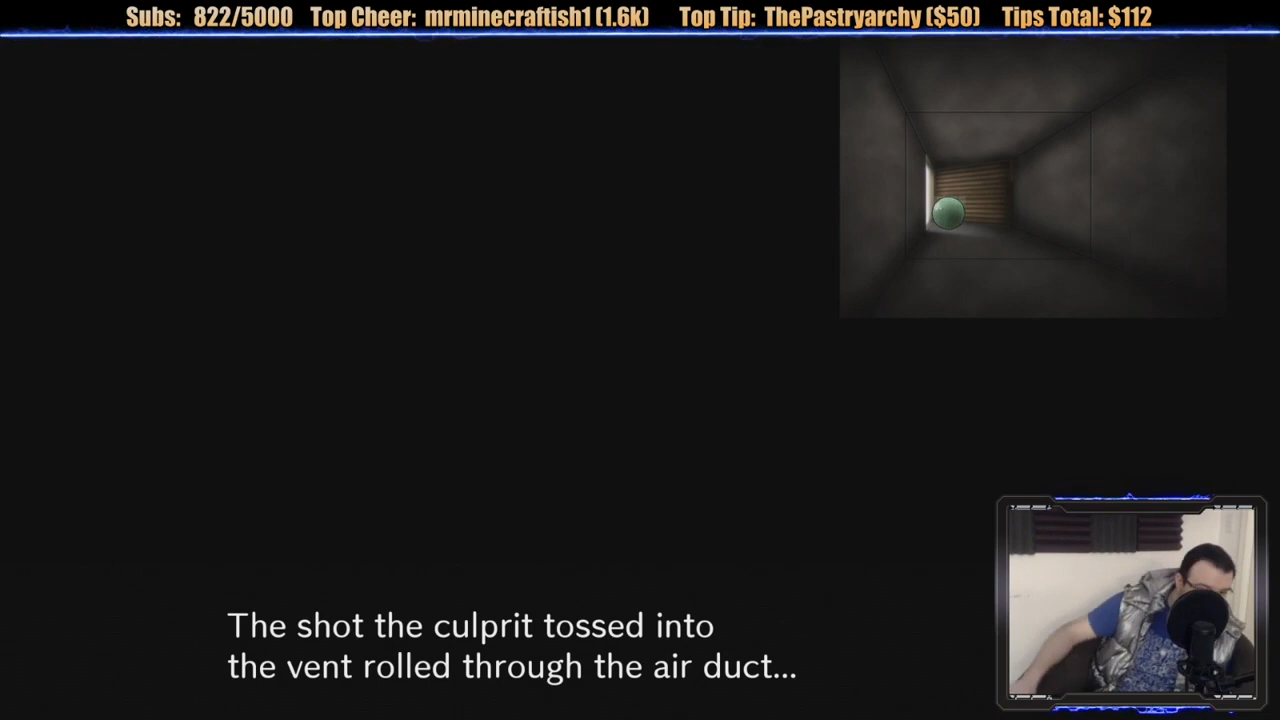 Subs: 822/5000 Top Cheer: mrminecraftish1 (1.6k) Top Tip: ThePastryarchy ($50) Tips Total: $112
The shot the culprit tossed into
the vent rolled through the air duct...